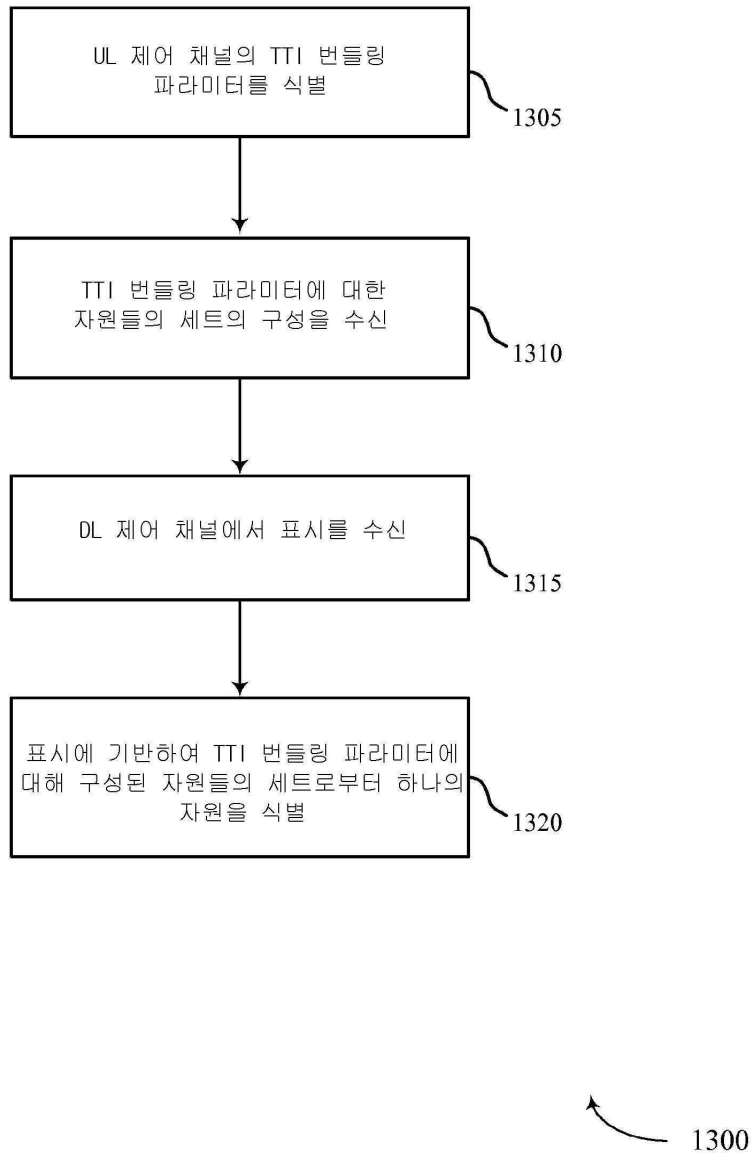 UL 제어 채널의 TTI 번들링
파라미터를 식별
1305
TTI 번들링 파라미터에 대한
자원들의 세트의 구성을 수신
1310
DL 제어 채널에서 표시를 수신
1315
표시에 기반하여 TTI 번들링 파라미터에
대해 구성된 자원들의 세트로부터 하나의
자원을 식별
1320
1300